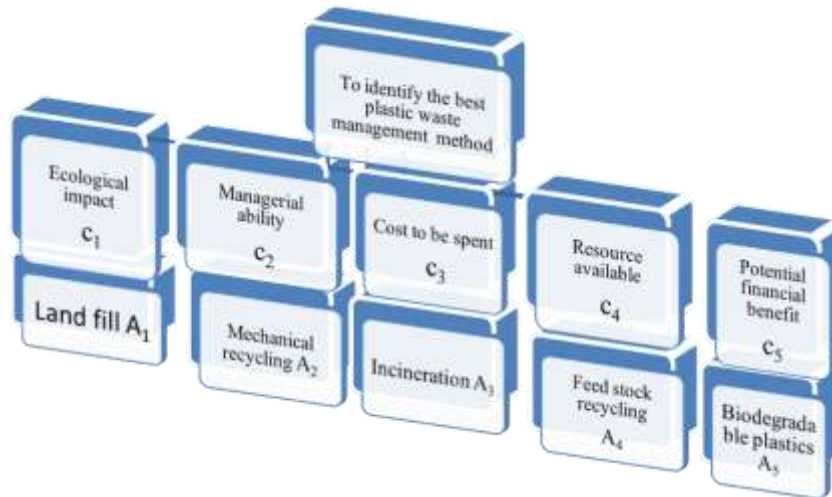 To identify the best
plastic waste
management method
Ecological
impact
c₁
Managerial
ability
c₂
Cost to be spent
c₃
Resource
available
c₄
Potential
financial
benefit
c₅
Land fill A₁
Mechanical
recycling A₂
Incineration A₃
Feed stock
recycling
A₄
Biodegrada
ble plastics
A₅